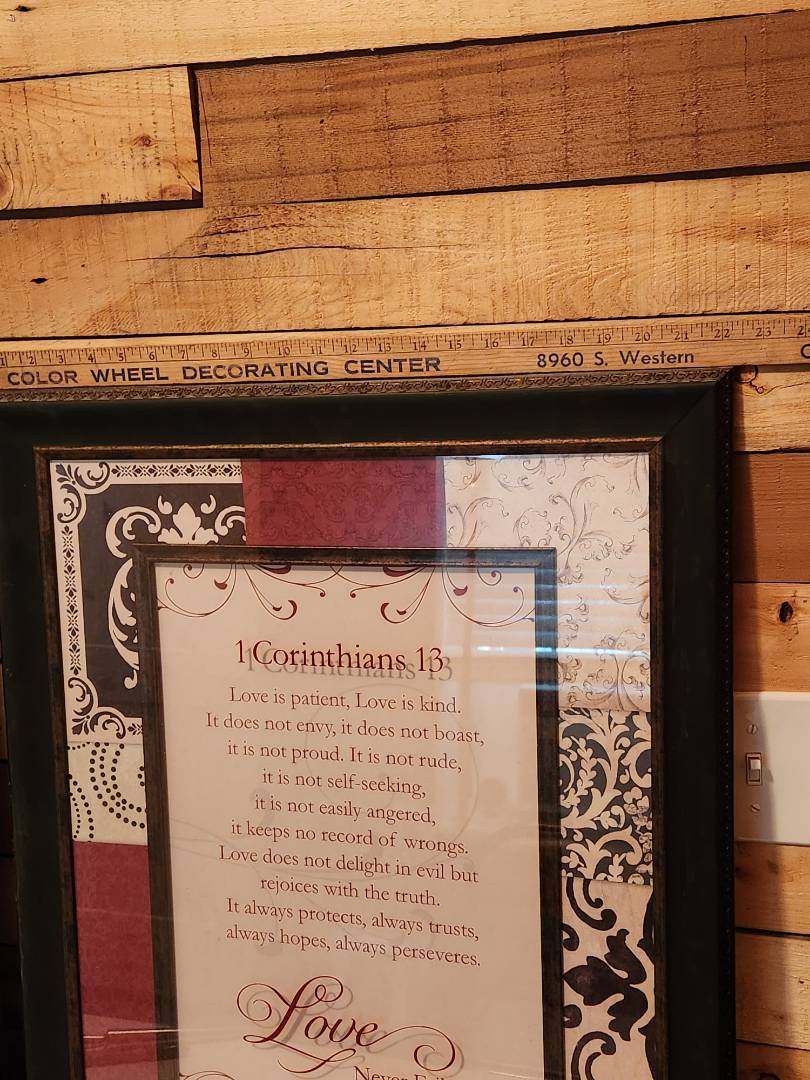 1 2 3 4 5 6 7 8 9 10 11 12 13 14 15 16 17 18 19 20 21 22 23
COLOR WHEEL DECORATING CENTER 8960 S. Western
1 Corinthians 13
Love is patient, Love is kind.
It does not envy, it does not boast,
it is not proud. It is not rude,
it is not self-seeking,
it is not easily angered,
it keeps no record of wrongs.
Love does not delight in evil but
rejoices with the truth.
It always protects, always trusts,
always hopes, always perseveres.
Love
Never